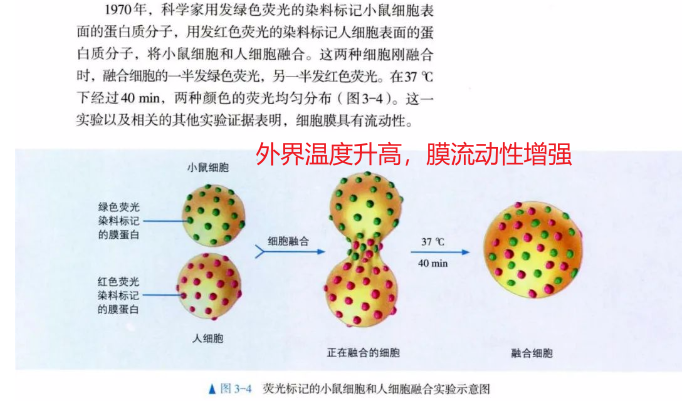 1970年，科学家用发绿色荧光的染料标记小鼠细胞表
面的蛋白质分子，用发红色荧光的染料标记人细胞表面的蛋
白质分子，将小鼠细胞和人细胞融合。这两种细胞刚融合
时，融合细胞的一半发绿色荧光，另一半发红色荧光。在37 ℃
下经过40 min，两种颜色的荧光均匀分布（图3-4）。这一
实验以及相关的其他实验证据表明，细胞膜具有流动性。
外界温度升高，膜流动性增强
小鼠细胞
绿色荧光
染料标记
的膜蛋白
细胞融合
37 ℃
40 min
红色荧光
染料标记
的膜蛋白
人细胞
正在融合的细胞
融合细胞
▲图3-4 荧光标记的小鼠细胞和人细胞融合实验示意图